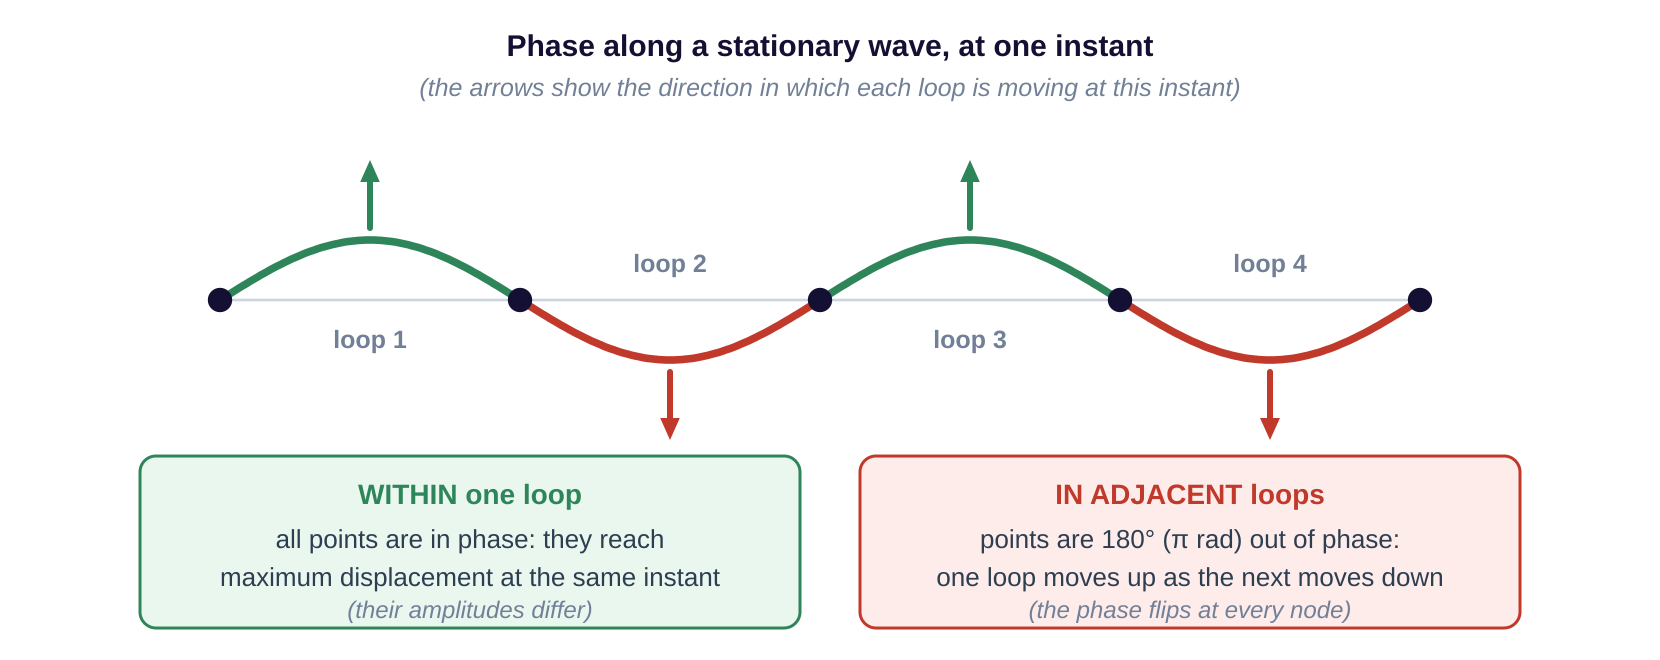 Phase along a stationary wave, at one instant
(the arrows show the direction in which each loop is moving at this instant)
loop 2
loop 4
loop 1
loop 3
WITHIN one loop
all points are in phase: they reach
maximum displacement at the same instant
(their amplitudes differ)
IN ADJACENT loops
points are 180° (π rad) out of phase:
one loop moves up as the next moves down
(the phase flips at every node)